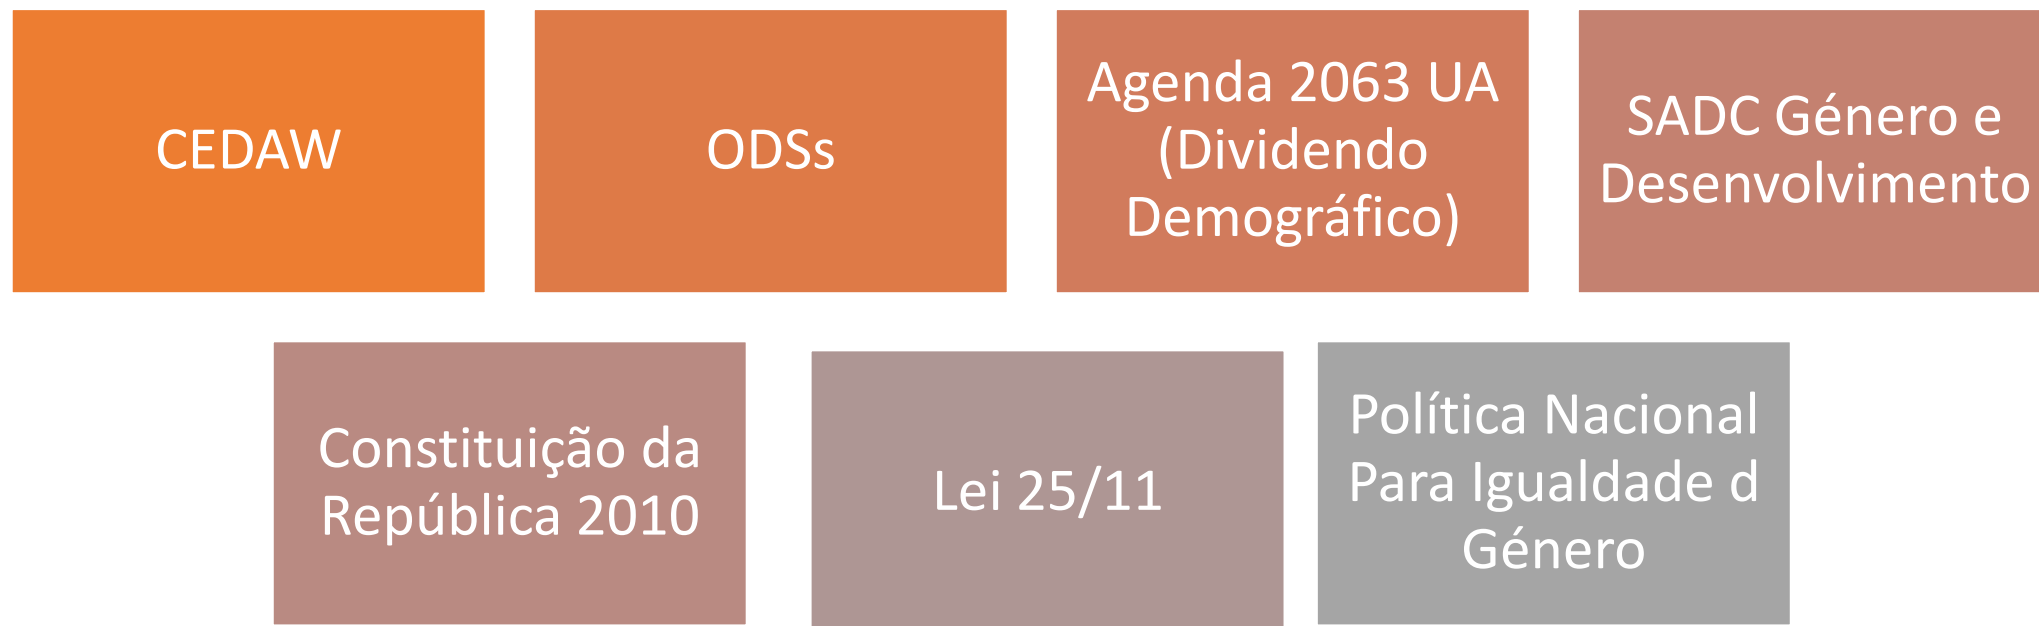 CEDAW
ODSs
Agenda 2063 UA
(Dividendo
Demográfico)
SADC Género e
Desenvolvimento
Constituição da
República 2010
Lei 25/11
Política Nacional
Para Igualdade d
Género